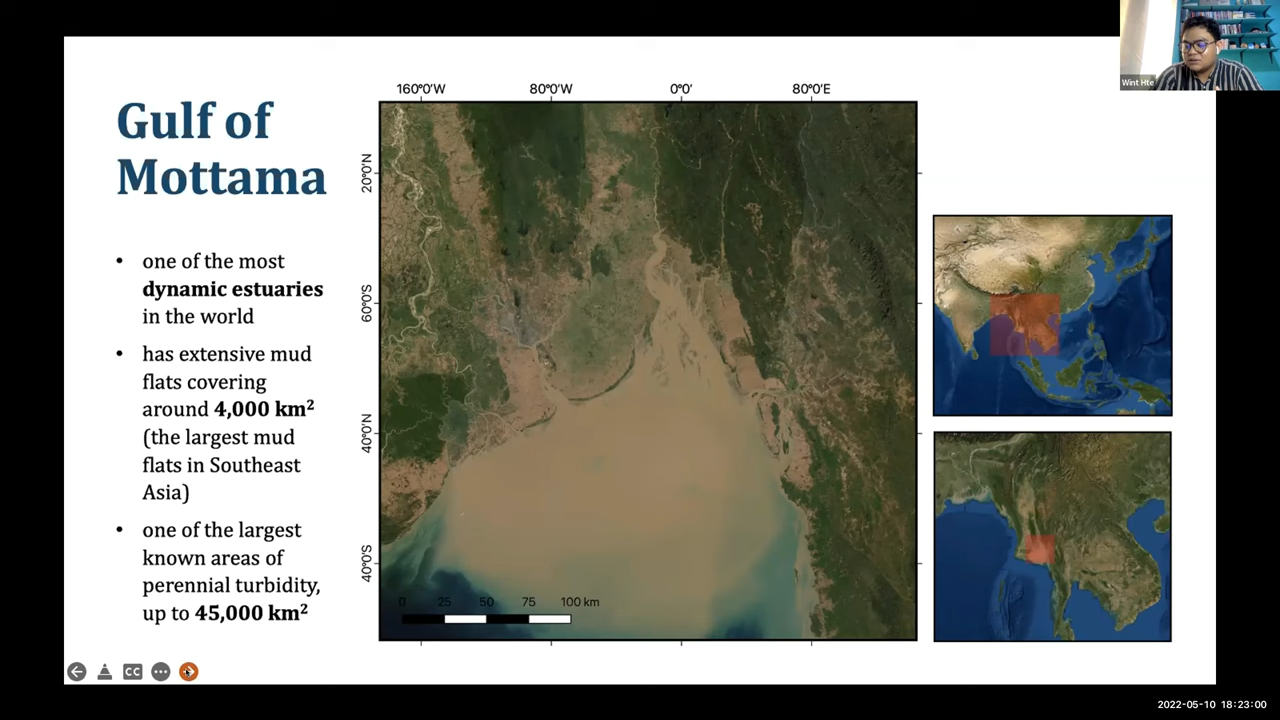 Wint Hte
Gulf of
Mottama
• one of the most
dynamic estuaries
in the world
• has extensive mud
flats covering
around 4,000 km²
(the largest mud
flats in Southeast
Asia)
• one of the largest
known areas of
perennial turbidity,
up to 45,000 km²
160°0'W 80°0'W 0°0' 80°0'E
20°0'N
60°0'S
40°0'N
40°0'S
0 25 50 75 100 km
CC
2022-05-10 18:23:00